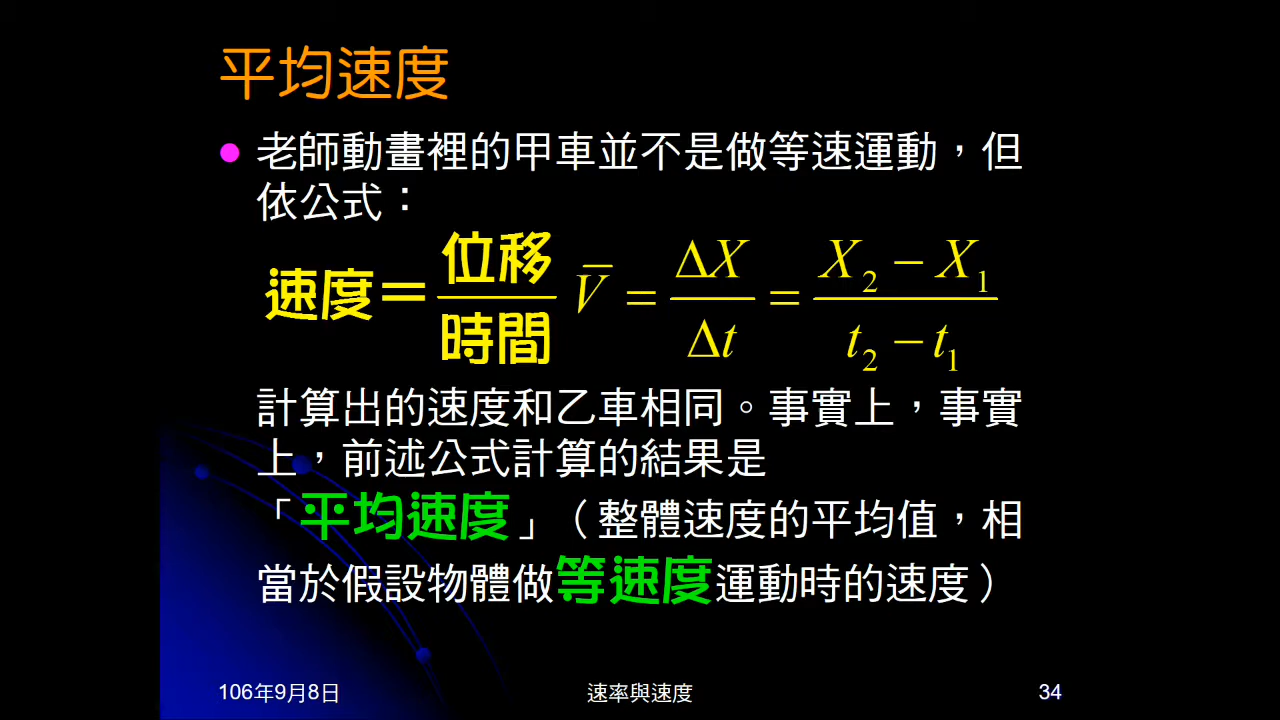 平均速度
老師動畫裡的甲車並不是做等速運動，但
依公式：
速度＝位移/時間 V̄ = ΔX/Δt = (X₂ − X₁)/(t₂ − t₁)
計算出的速度和乙車相同。事實上，事實
上，前述公式計算的結果是
「平均速度」（整體速度的平均值，相
當於假設物體做等速度運動時的速度）
106年9月8日
速率與速度
34